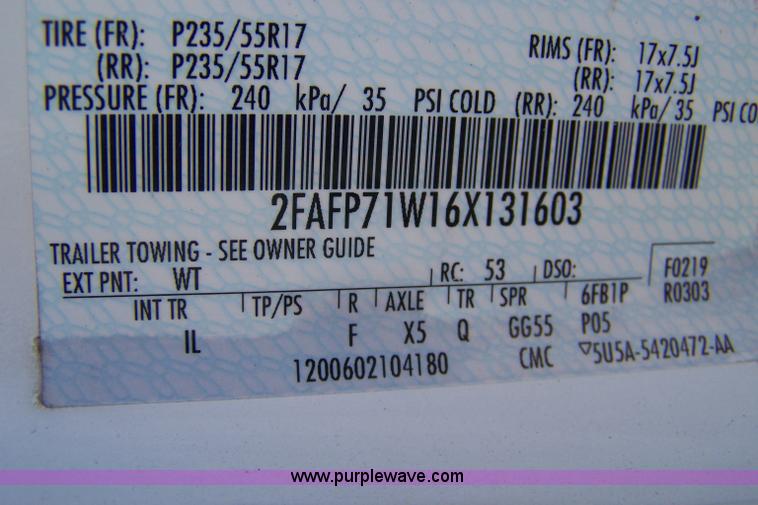 TIRE (FR): P235/55R17 RIMS (FR): 17x7.5J
(RR): P235/55R17 (RR): 17x7.5J
PRESSURE (FR): 240 kPa/ 35 PSI COLD (RR): 240 kPa/ 35 PSI CO
2FAFP71W16X131603
TRAILER TOWING - SEE OWNER GUIDE
EXT PNT: WT RC: 53 DSO: F0219
INT TR TP/PS R AXLE TR SPR 6FB1P R0303
IL F X5 Q GG55 P05
1200602104180 CMC ▽5U5A-5420472-AA
www.purplewave.com